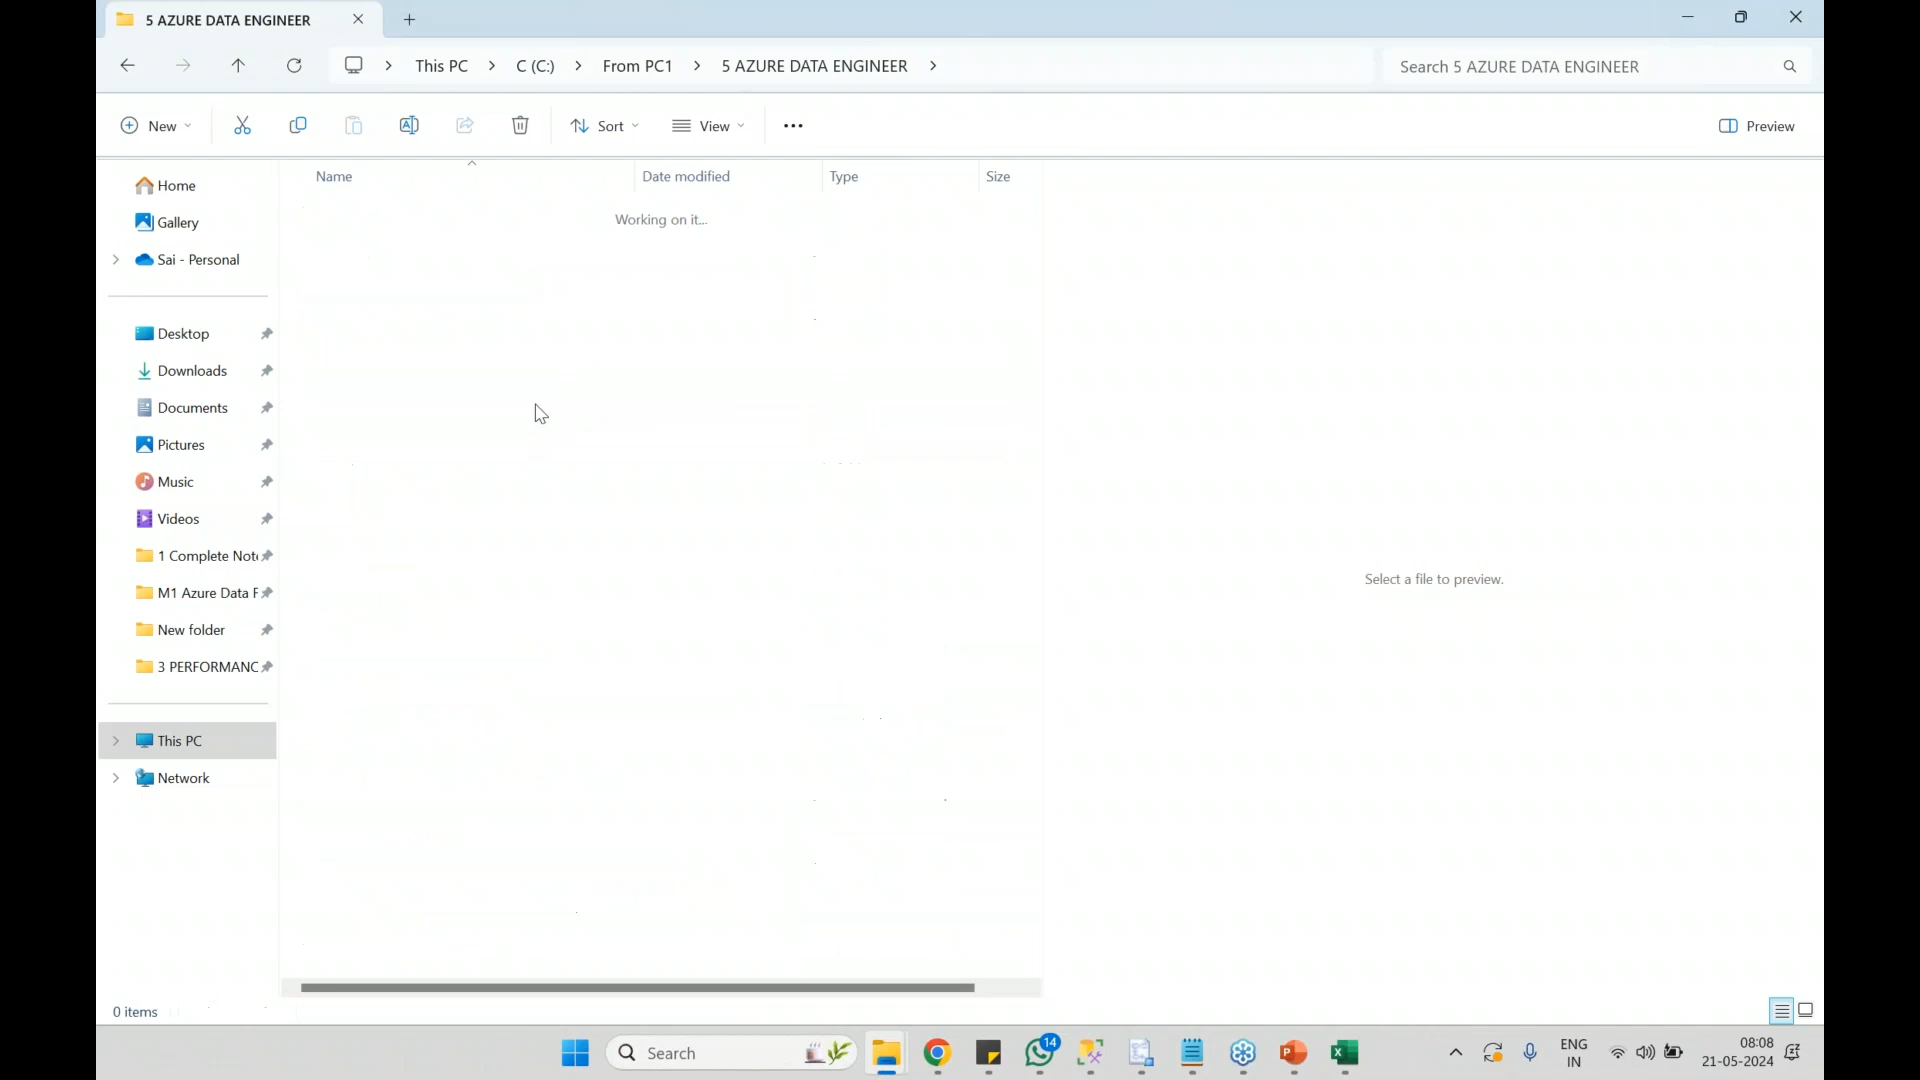 5 AZURE DATA ENGINEER
This PC > C (C:) > From PC1 > 5 AZURE DATA ENGINEER >
Search 5 AZURE DATA ENGINEER
New
Sort
View
Preview
Name
Date modified
Type
Size
Working on it...
Home
Gallery
Sai - Personal
Desktop
Downloads
Documents
Pictures
Music
Videos
1 Complete Note
M1 Azure Data F
New folder
3 PERFORMANC
This PC
Network
Select a file to preview.
0 items
Search
14
ENG
IN
08:08
21-05-2024